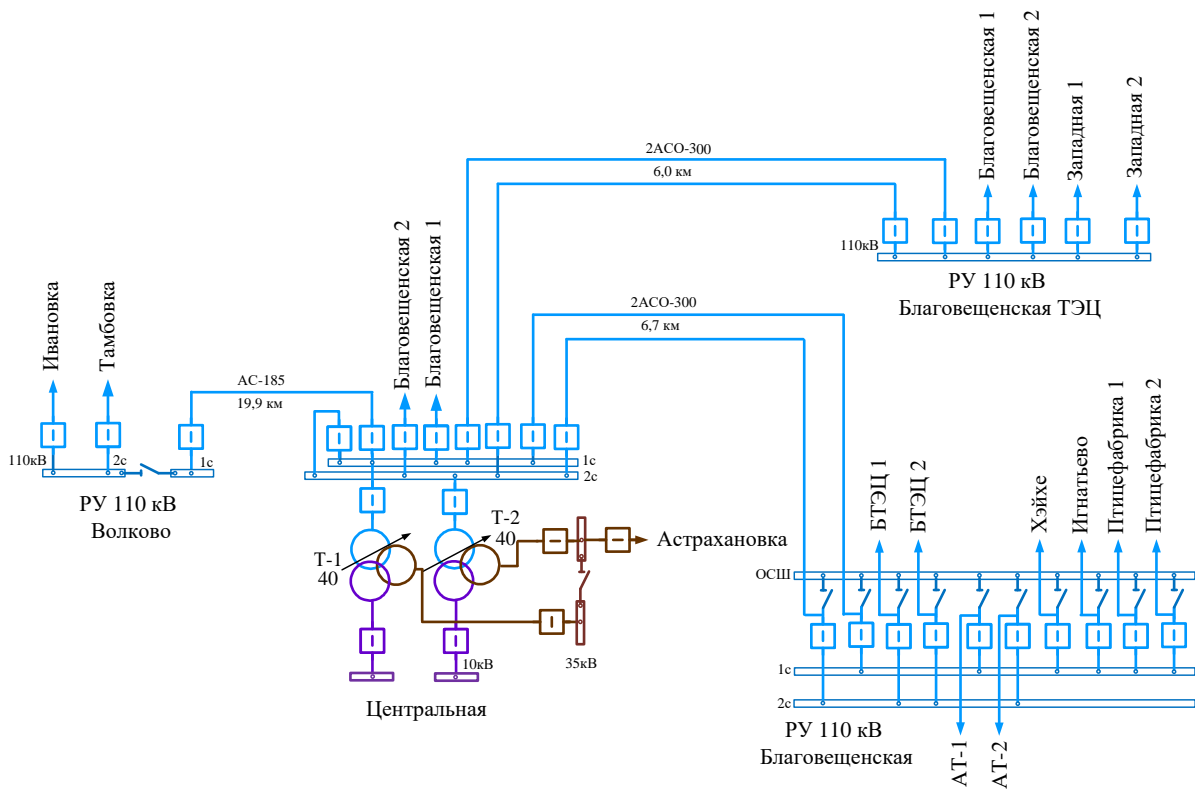 Благовещенская 1
Благовещенская 2
Западная 1
Западная 2
2АСО-300
6,0 км
110кВ
РУ 110 кВ
Благовещенская ТЭЦ
2АСО-300
6,7 км
Ивановка
Тамбовка
АС-185
19,9 км
Благовещенская 2
Благовещенская 1
110кВ
2с
1с
РУ 110 кВ
Волково
1с
2с
Т-1
40
Т-2
40
Астрахановка
10кВ
35кВ
Центральная
БТЭЦ 1
БТЭЦ 2
Хэйхе
Игнатьево
Птицефабрика 1
Птицефабрика 2
ОСШ
1с
2с
РУ 110 кВ
Благовещенская
АТ-1
АТ-2